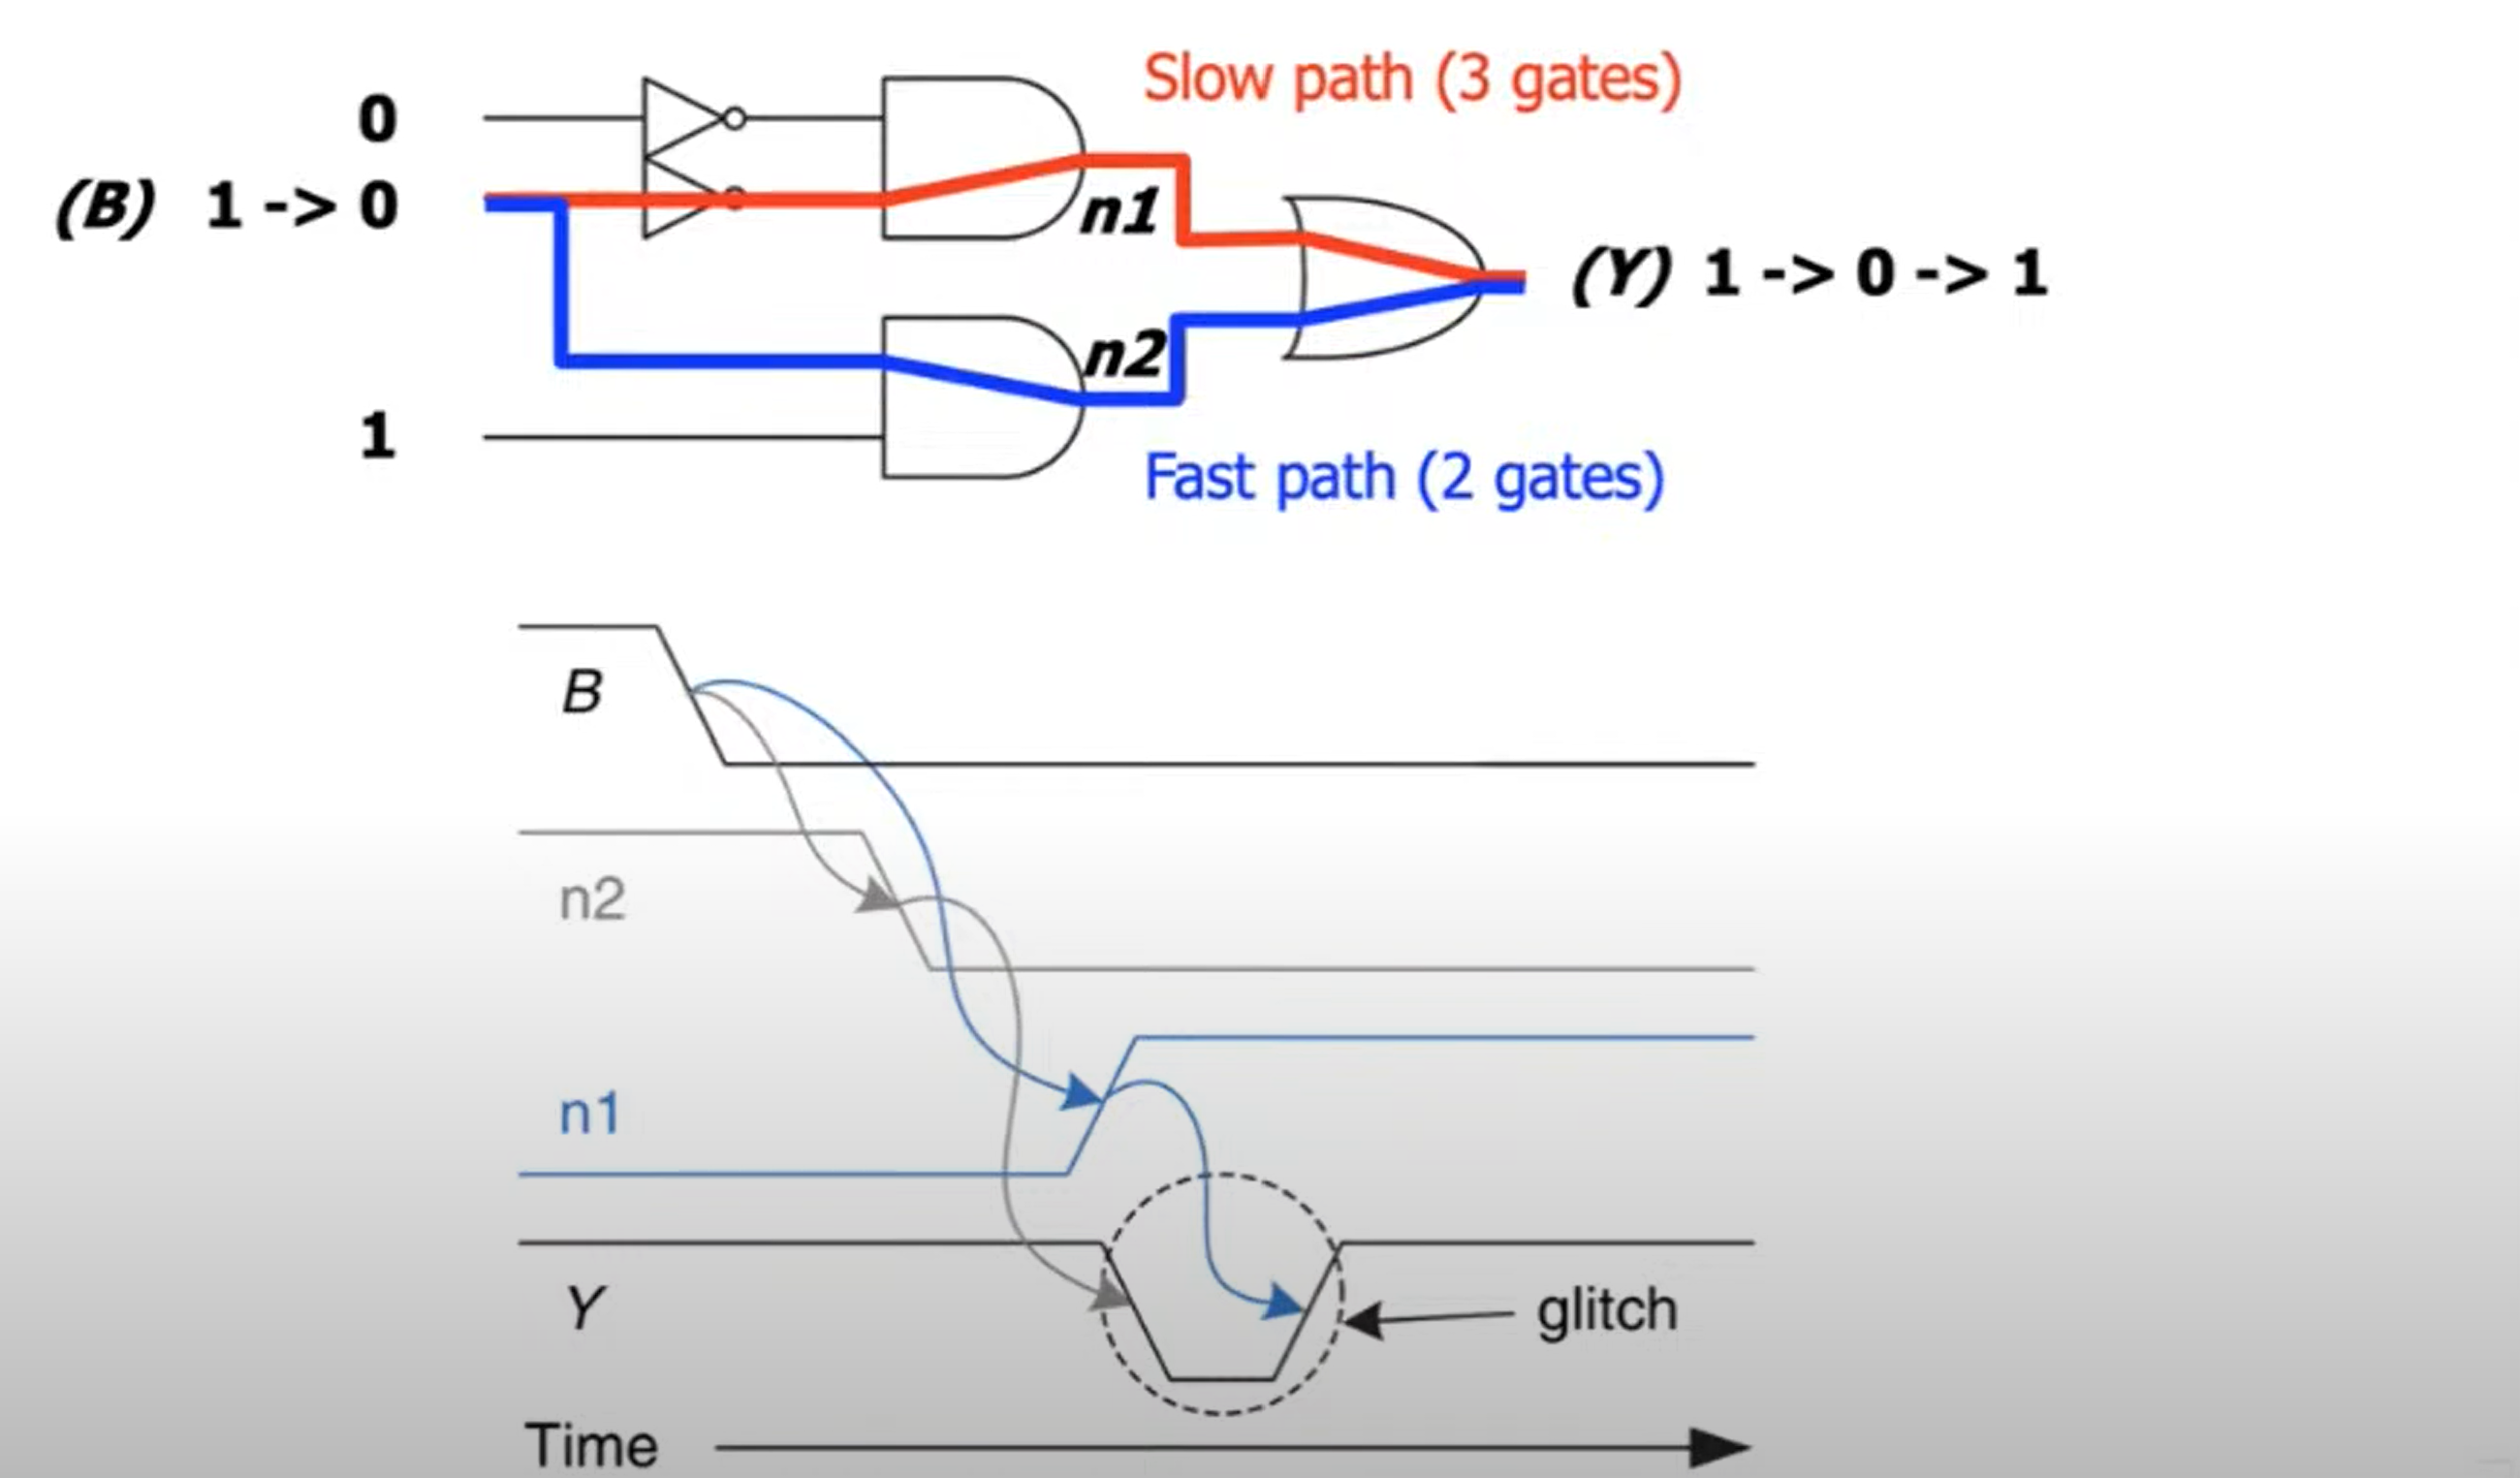 Slow path (3 gates)
0
(B) 1 -> 0
n1
(Y) 1 -> 0 -> 1
n2
1
Fast path (2 gates)
B
n2
n1
Y
glitch
Time